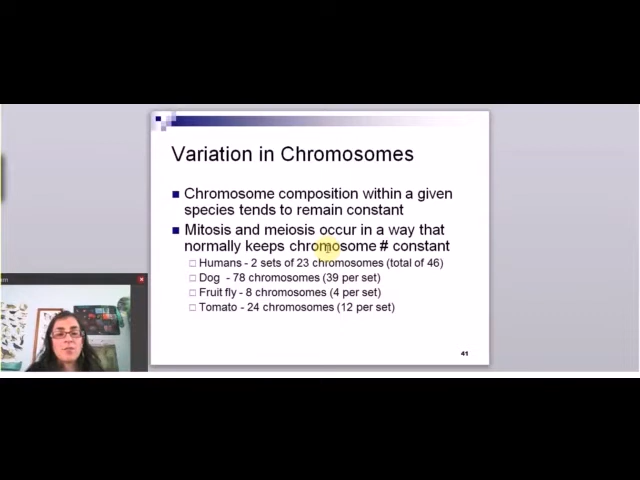 Variation in Chromosomes
■ Chromosome composition within a given
species tends to remain constant
■ Mitosis and meiosis occur in a way that
normally keeps chromosome # constant
□ Humans - 2 sets of 23 chromosomes (total of 46)
□ Dog - 78 chromosomes (39 per set)
□ Fruit fly - 8 chromosomes (4 per set)
□ Tomato - 24 chromosomes (12 per set)
41